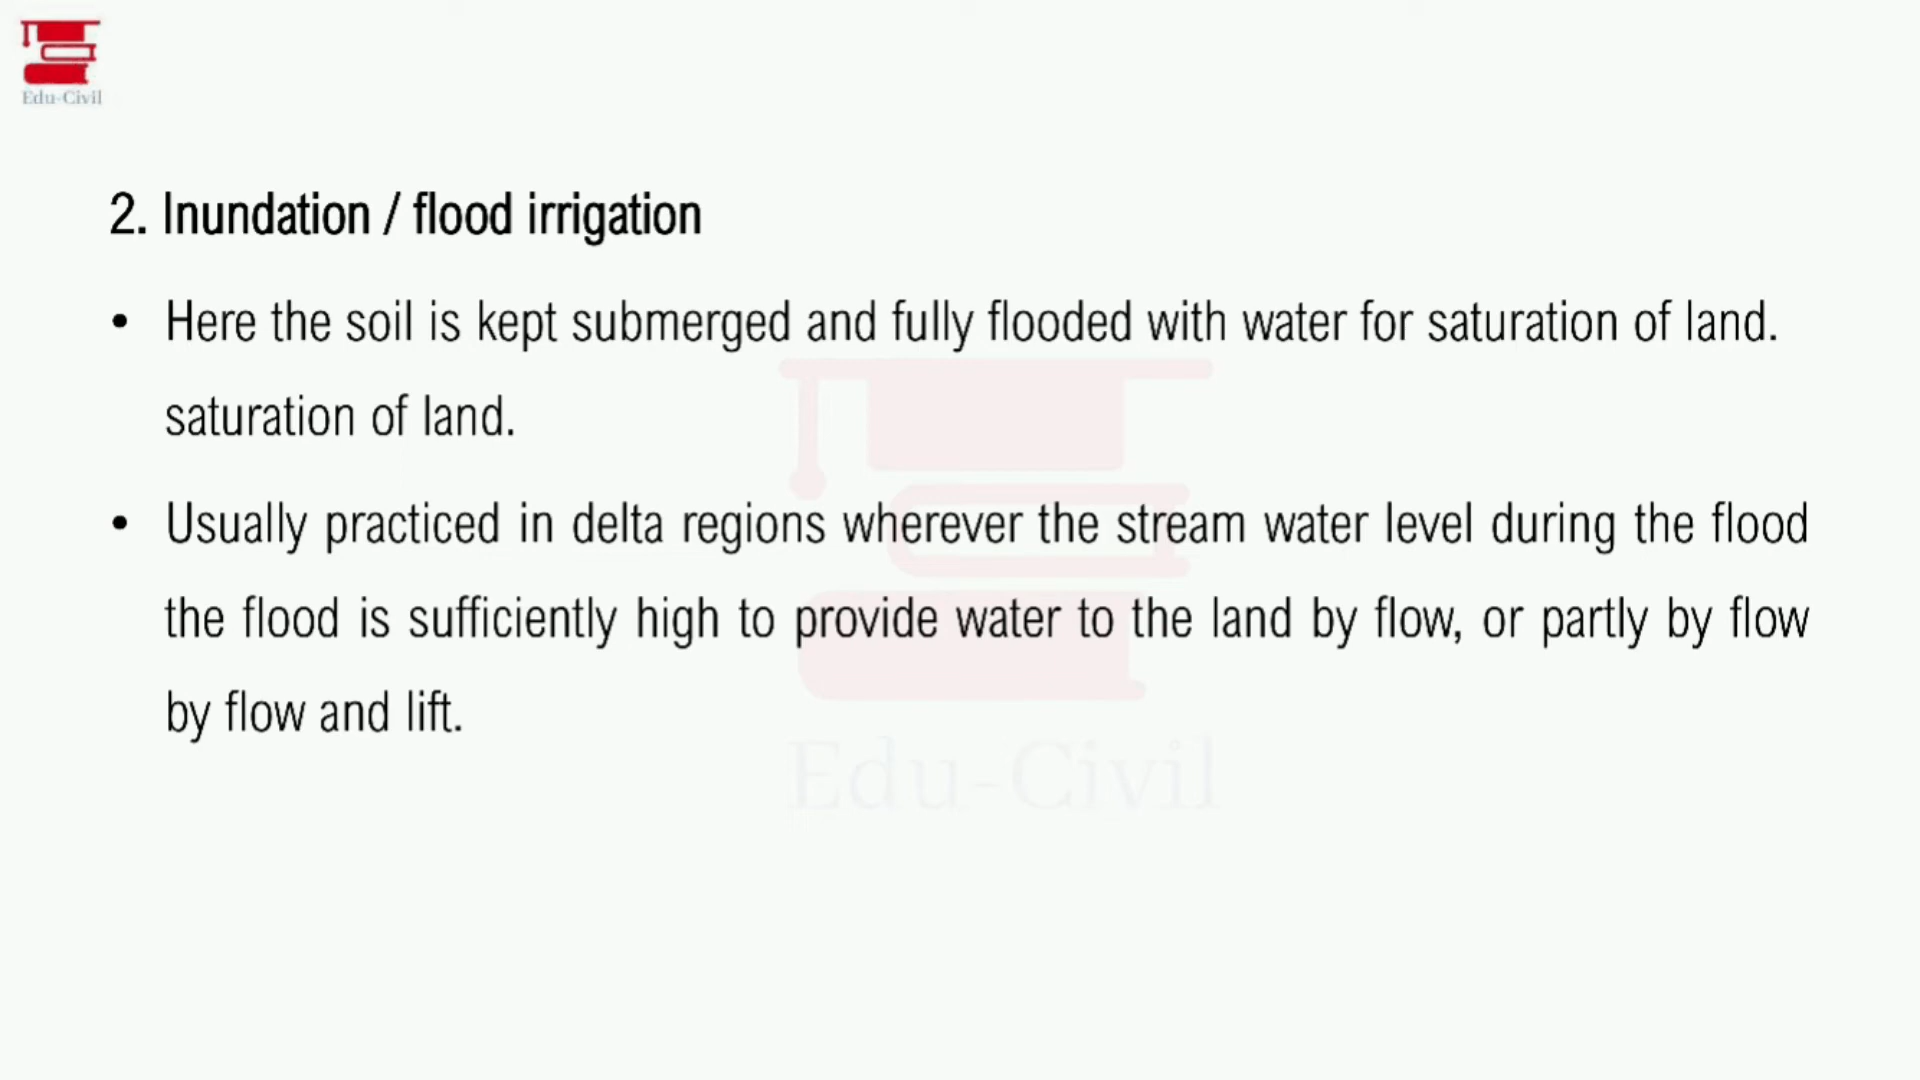 Edu-Civil
2. Inundation / flood irrigation
• Here the soil is kept submerged and fully flooded with water for saturation of land.
saturation of land.
• Usually practiced in delta regions wherever the stream water level during the flood
the flood is sufficiently high to provide water to the land by flow, or partly by flow
by flow and lift.
Edu-Civil